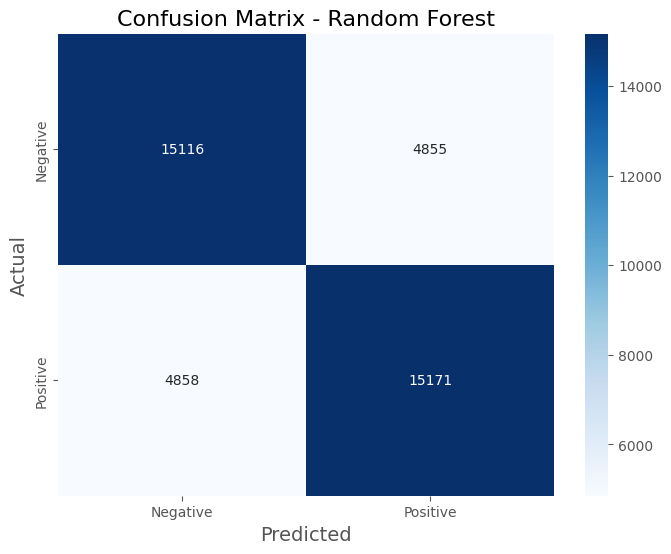 Confusion Matrix - Random Forest
Negative
15116
4855
Positive
4858
15171
Actual
Negative
Positive
Predicted
14000
12000
10000
8000
6000